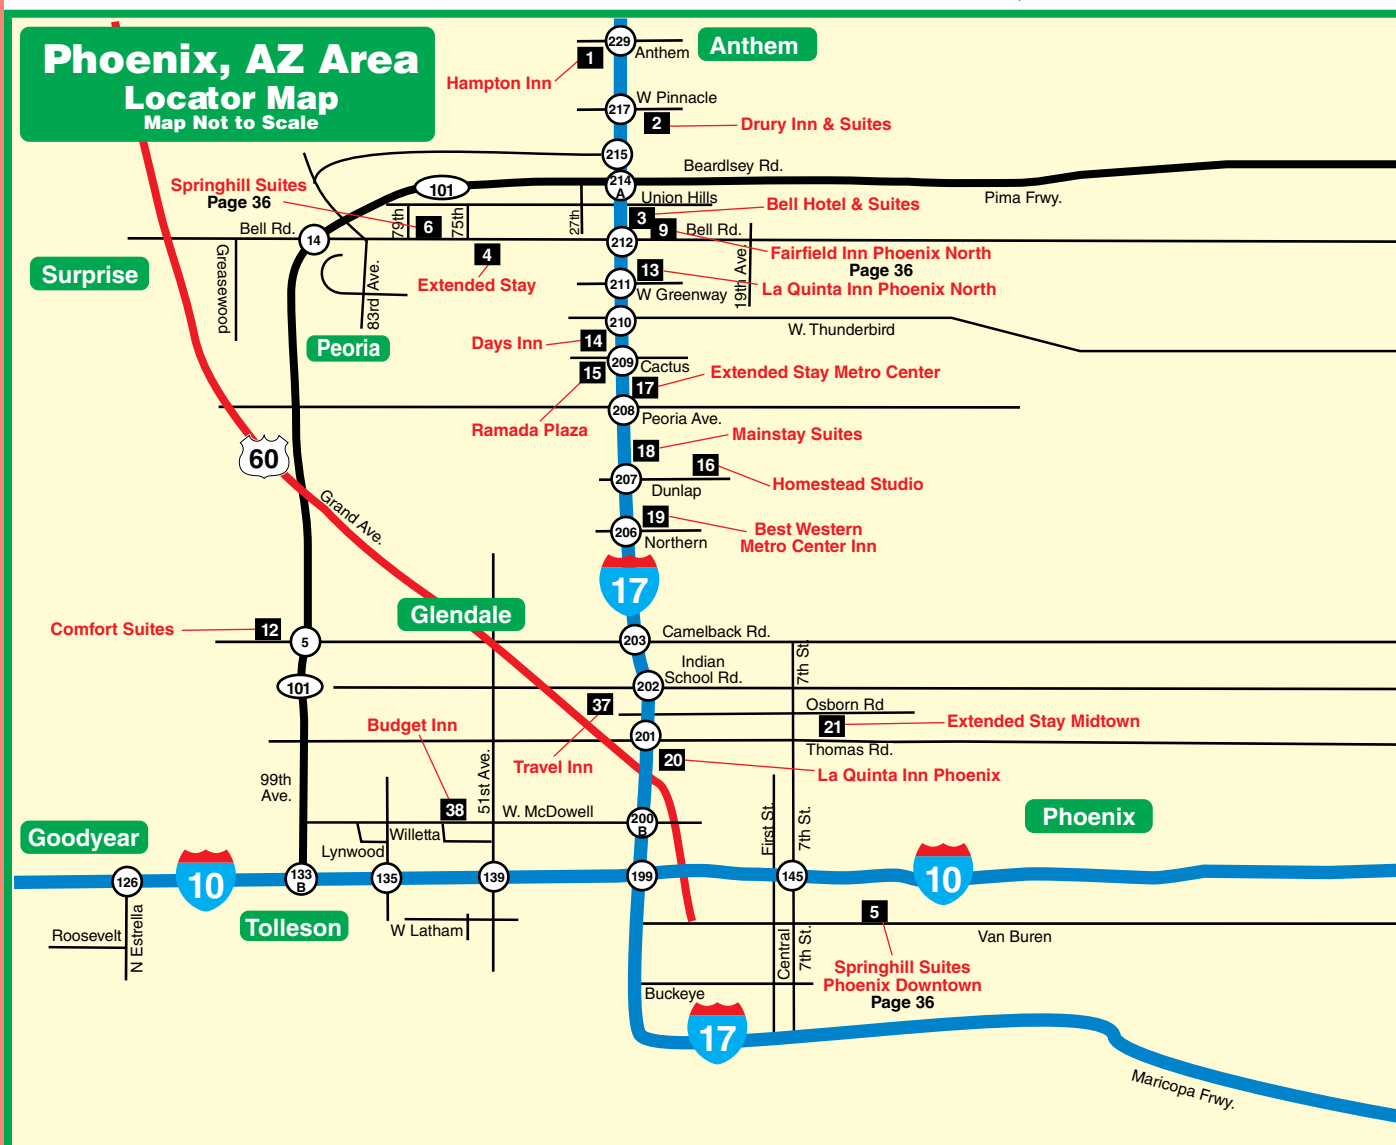 Phoenix, AZ Area
Locator Map
Map Not to Scale
229
Anthem
Anthem
1
Hampton Inn
W Pinnacle
217
2
Drury Inn & Suites
215
Beardlsey Rd.
214
A
101
Pima Frwy.
Springhill Suites
Page 36
Union Hills
79th
6
75th
27th
3
Bell Hotel & Suites
9
Bell Rd.
Bell Rd.
14
212
Fairfield Inn Phoenix North
Page 36
Surprise
Greasewood
83rd Ave.
4
Extended Stay
13
211
W Greenway
19th Ave.
La Quinta Inn Phoenix North
210
W. Thunderbird
Peoria
Days Inn
14
209
Cactus
15
17
Extended Stay Metro Center
208
Peoria Ave.
Ramada Plaza
Mainstay Suites
18
60
16
207
Dunlap
Homestead Studio
Grand Ave.
19
206
Northern
Best Western
Metro Center Inn
17
Glendale
Comfort Suites
12
5
203
Camelback Rd.
7th St.
101
Indian
School Rd.
202
37
Osborn Rd
21
Extended Stay Midtown
Budget Inn
201
Thomas Rd.
Travel Inn
20
La Quinta Inn Phoenix
99th
Ave.
51st Ave.
38
W. McDowell
200
B
First St.
7th St.
Phoenix
Goodyear
Willetta
Lynwood
126
10
133
B
135
139
199
145
10
Tolleson
Roosevelt
N Estrella
W Latham
5
Central
7th St.
Van Buren
Springhill Suites
Phoenix Downtown
Page 36
Buckeye
17
Maricopa Frwy.